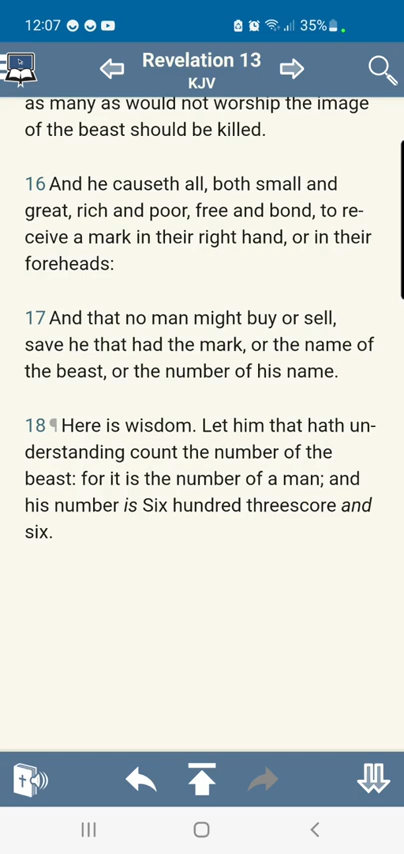 12:07 35%
Revelation 13
KJV
as many as would not worship the image
of the beast should be killed.
16 And he causeth all, both small and
great, rich and poor, free and bond, to re-
ceive a mark in their right hand, or in their
foreheads:
17 And that no man might buy or sell,
save he that had the mark, or the name of
the beast, or the number of his name.
18 ¶ Here is wisdom. Let him that hath un-
derstanding count the number of the
beast: for it is the number of a man; and
his number is Six hundred threescore and
six.